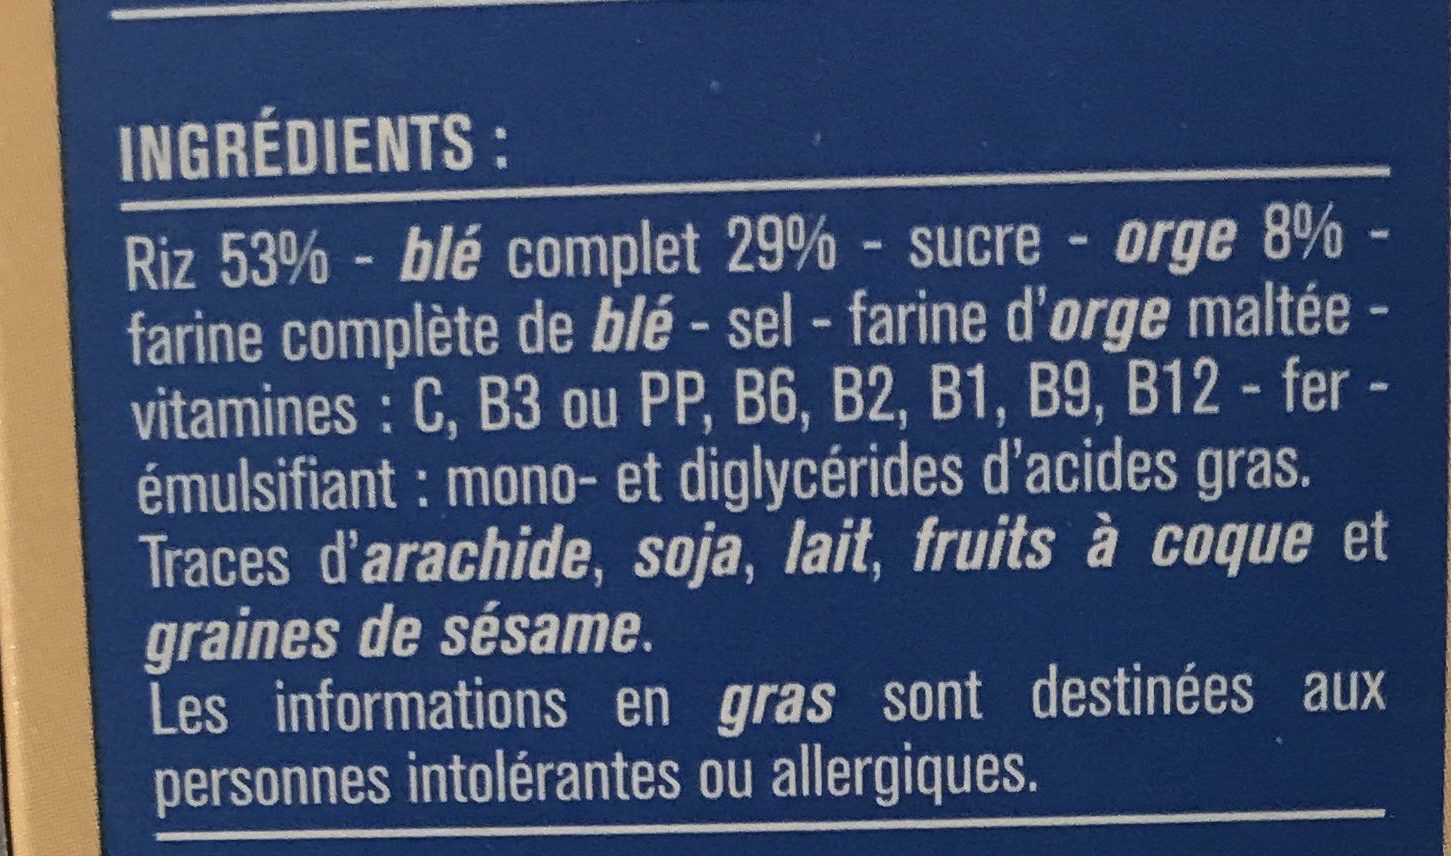 INGRÉDIENTS :
Riz 53% - blé complet 29% - sucre - orge 8% -
farine complète de blé - sel - farine d'orge maltée -
vitamines : C, B3 ou PP, B6, B2, B1, B9, B12 - fer -
émulsifiant : mono- et diglycérides d'acides gras.
Traces d'arachide, soja, lait, fruits à coque et
graines de sésame.
Les informations en gras sont destinées aux
personnes intolérantes ou allergiques.